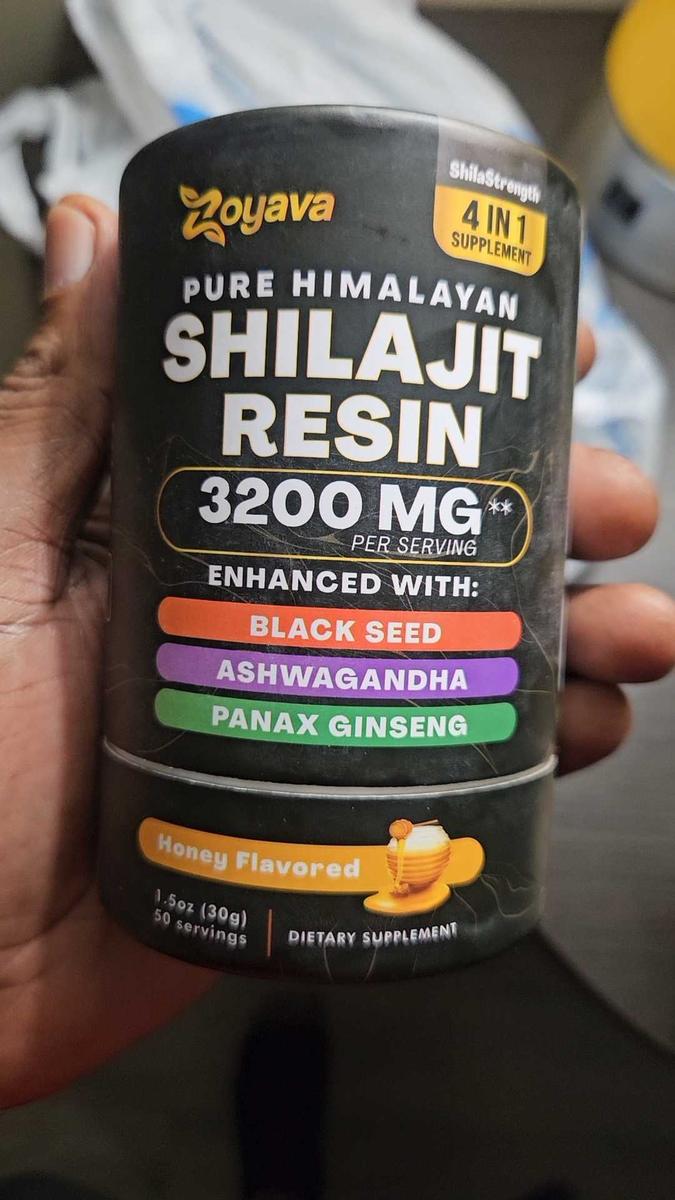 Zoyava
ShilaStrength
4 IN 1
SUPPLEMENT
PURE HIMALAYAN
SHILAJIT
RESIN
3200 MG**
PER SERVING
ENHANCED WITH:
BLACK SEED
ASHWAGANDHA
PANAX GINSENG
Honey Flavored
1.5oz (30g)
50 servings
DIETARY SUPPLEMENT